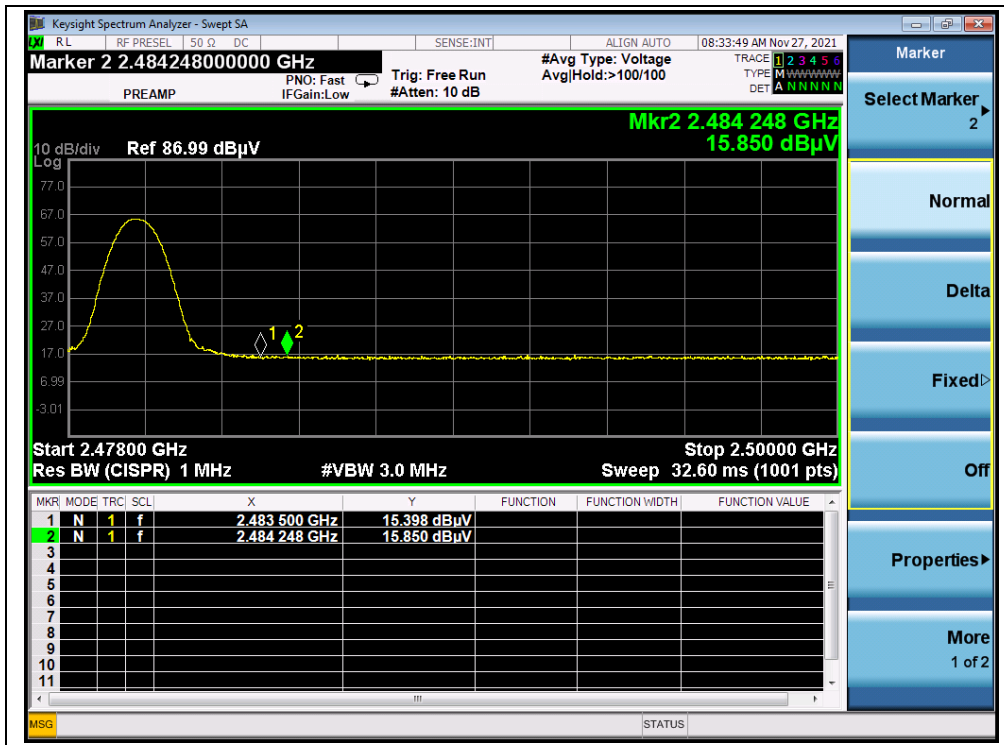 Keysight Spectrum Analyzer - Swept SA
LXI RL RF PRESEL 50 Ω DC SENSE:INT ALIGN AUTO 08:33:49 AM Nov 27, 2021
Marker 2 2.484248000000 GHz #Avg Type: Voltage TRACE 1 2 3 4 5 6
PNO: Fast Trig: Free Run Avg|Hold:>100/100 TYPE M W W W W W
PREAMP IFGain:Low #Atten: 10 dB DET A N N N N N
Mkr2 2.484 248 GHz
10 dB/div Ref 86.99 dBµV 15.850 dBµV
Log
77.0
67.0
57.0
47.0
37.0
27.0
1 2
17.0
6.99
-3.01
Start 2.47800 GHz Stop 2.50000 GHz
Res BW (CISPR) 1 MHz #VBW 3.0 MHz Sweep 32.60 ms (1001 pts)
MKR MODE TRC SCL X Y FUNCTION FUNCTION WIDTH FUNCTION VALUE
1 N 1 f 2.483 500 GHz 15.398 dBµV
2 N 1 f 2.484 248 GHz 15.850 dBµV
3
4
5
6
7
8
9
10
11
MSG STATUS
Marker
Select Marker
2
Normal
Delta
Fixed
Off
Properties
More
1 of 2